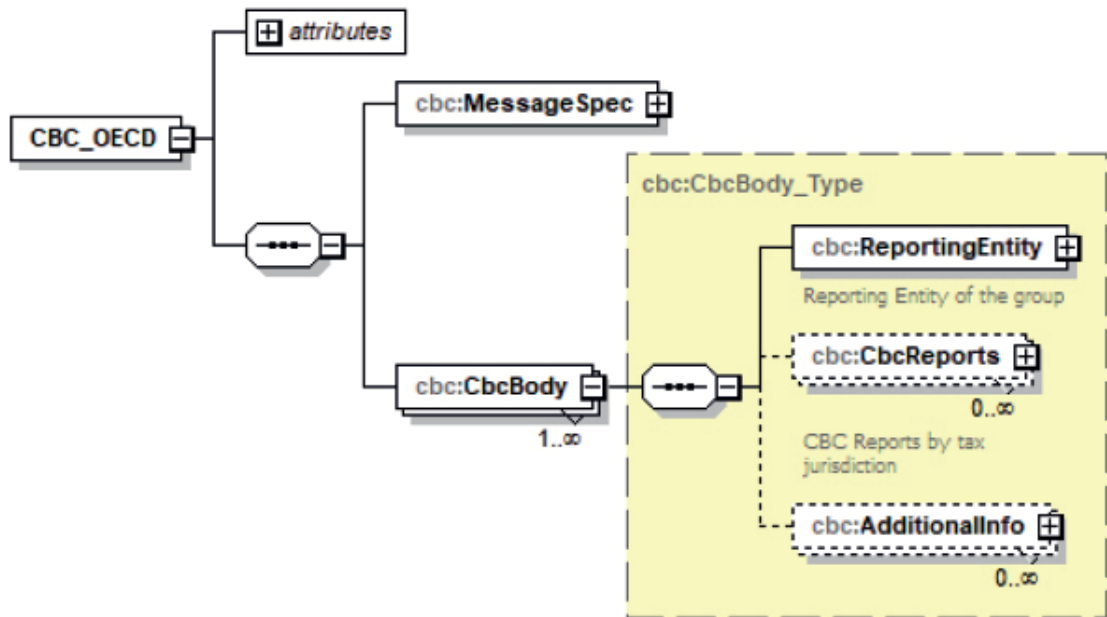 attributes
cbc:MessageSpec
CBC_OECD
cbc:CbcBody_Type
cbc:ReportingEntity
Reporting Entity of the group
cbc:CbcReports
0..∞
cbc:CbcBody
1..∞
CBC Reports by tax
jurisdiction
cbc:AdditionalInfo
0..∞